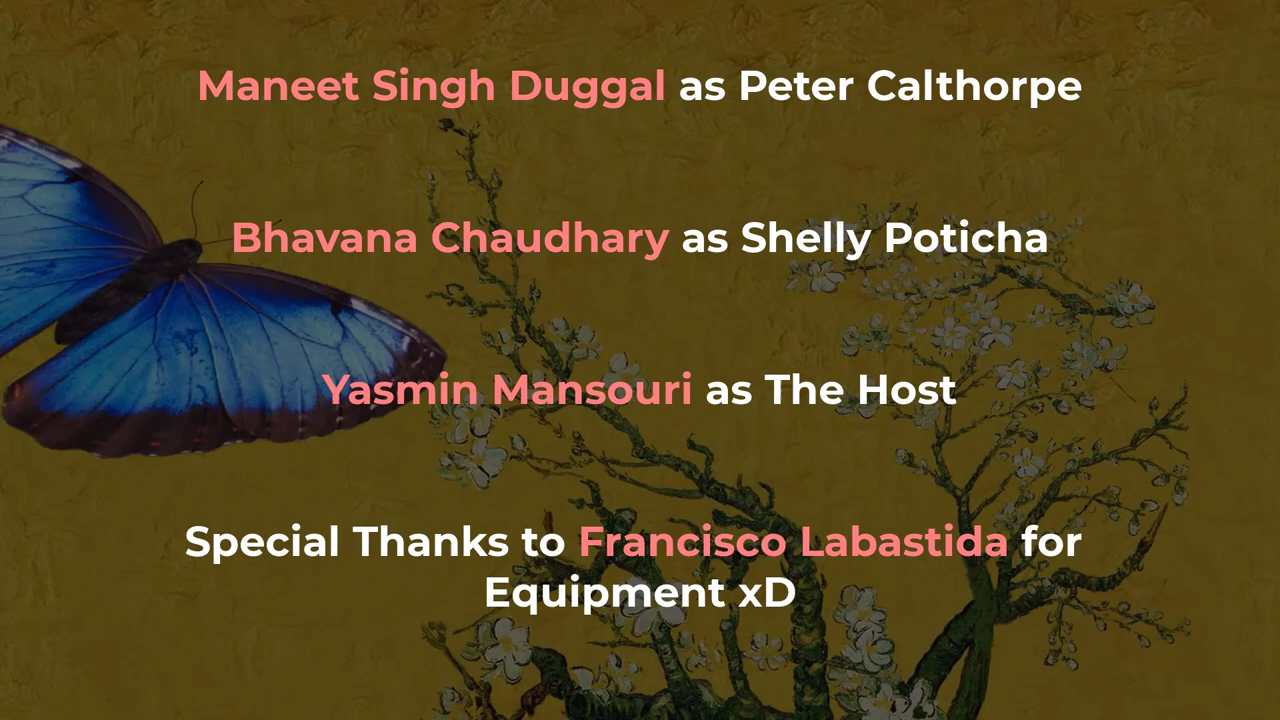 Maneet Singh Duggal as Peter Calthorpe
Bhavana Chaudhary as Shelly Poticha
Yasmin Mansouri as The Host
Special Thanks to Francisco Labastida for
Equipment xD